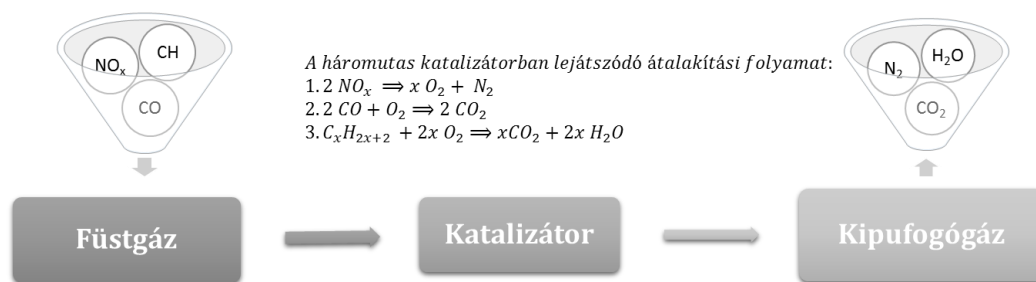 NOₓ
CH
CO
A háromutas katalizátorban lejátszódó átalakítási folyamat:
1.2 NOₓ ⟹ x O₂ + N₂
2.2 CO + O₂ ⟹ 2 CO₂
3.CₓH₂ₓ₊₂ + 2x O₂ ⟹ xCO₂ + 2x H₂O
N₂
H₂O
CO₂
Füstgáz
Katalizátor
Kipufogógáz